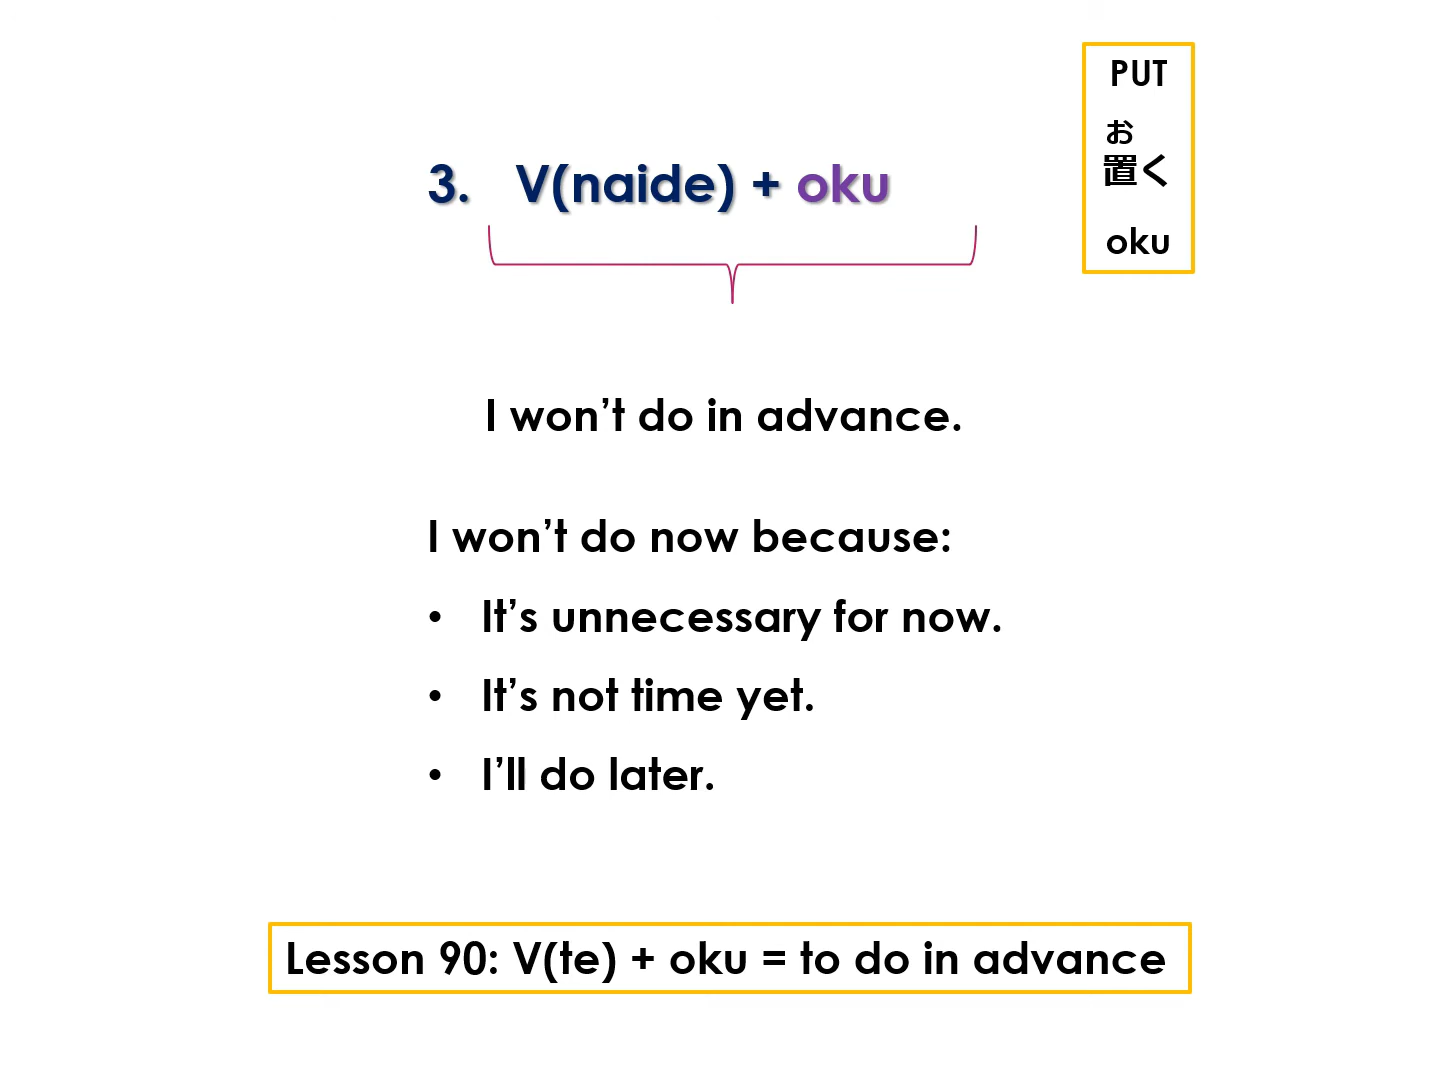 PUT
お
置く
oku
3. V(naide) + oku
I won’t do in advance.
I won’t do now because:
• It’s unnecessary for now.
• It’s not time yet.
• I’ll do later.
Lesson 90: V(te) + oku = to do in advance